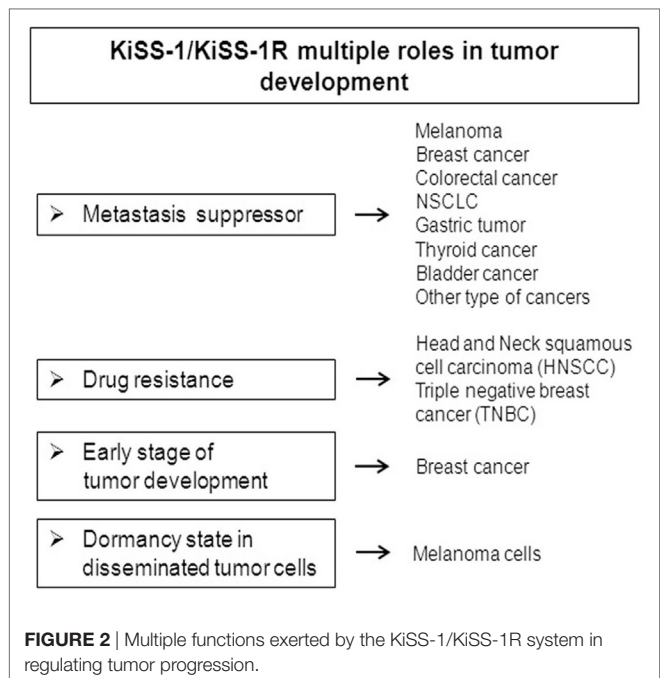 KiSS-1/KiSS-1R multiple roles in tumor
development
➢ Metastasis suppressor →
Melanoma
Breast cancer
Colorectal cancer
NSCLC
Gastric tumor
Thyroid cancer
Bladder cancer
Other type of cancers
➢ Drug resistance →
Head and Neck squamous
cell carcinoma (HNSCC)
Triple negative breast
cancer (TNBC)
➢ Early stage of
tumor development →
Breast cancer
➢ Dormancy state in
disseminated tumor cells →
Melanoma cells
FIGURE 2 | Multiple functions exerted by the KiSS-1/KiSS-1R system in
regulating tumor progression.